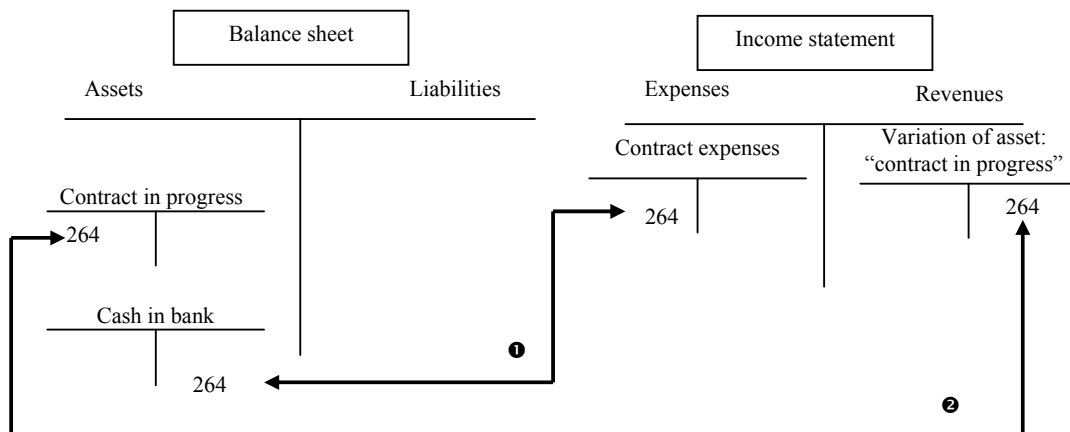 Balance sheet
Income statement
Assets
Liabilities
Expenses
Revenues
Contract expenses
Variation of asset:
“contract in progress”
Contract in progress
264
264
264
Cash in bank
264
❶
❷